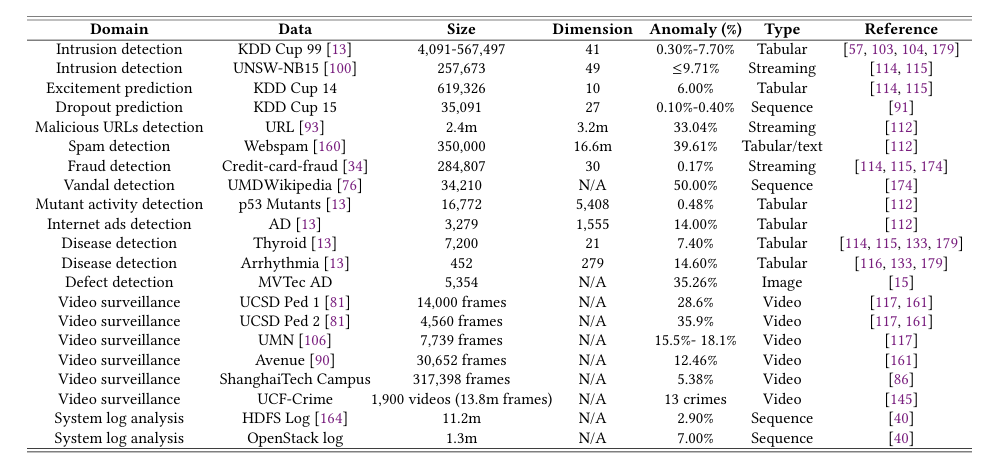 Domain Data Size Dimension Anomaly (%) Type Reference
Intrusion detection KDD Cup 99 [13] 4,091-567,497 41 0.30%-7.70% Tabular [57, 103, 104, 179]
Intrusion detection UNSW-NB15 [100] 257,673 49 ≤9.71% Streaming [114, 115]
Excitement prediction KDD Cup 14 619,326 10 6.00% Tabular [114, 115]
Dropout prediction KDD Cup 15 35,091 27 0.10%-0.40% Sequence [91]
Malicious URLs detection URL [93] 2.4m 3.2m 33.04% Streaming [112]
Spam detection Webspam [160] 350,000 16.6m 39.61% Tabular/text [112]
Fraud detection Credit-card-fraud [34] 284,807 30 0.17% Streaming [114, 115, 174]
Vandal detection UMDWikipedia [76] 34,210 N/A 50.00% Sequence [174]
Mutant activity detection p53 Mutants [13] 16,772 5,408 0.48% Tabular [112]
Internet ads detection AD [13] 3,279 1,555 14.00% Tabular [112]
Disease detection Thyroid [13] 7,200 21 7.40% Tabular [114, 115, 133, 179]
Disease detection Arrhythmia [13] 452 279 14.60% Tabular [116, 133, 179]
Defect detection MVTec AD 5,354 N/A 35.26% Image [15]
Video surveillance UCSD Ped 1 [81] 14,000 frames N/A 28.6% Video [117, 161]
Video surveillance UCSD Ped 2 [81] 4,560 frames N/A 35.9% Video [117, 161]
Video surveillance UMN [106] 7,739 frames N/A 15.5%- 18.1% Video [117]
Video surveillance Avenue [90] 30,652 frames N/A 12.46% Video [161]
Video surveillance ShanghaiTech Campus 317,398 frames N/A 5.38% Video [86]
Video surveillance UCF-Crime 1,900 videos (13.8m frames) N/A 13 crimes Video [145]
System log analysis HDFS Log [164] 11.2m N/A 2.90% Sequence [40]
System log analysis OpenStack log 1.3m N/A 7.00% Sequence [40]